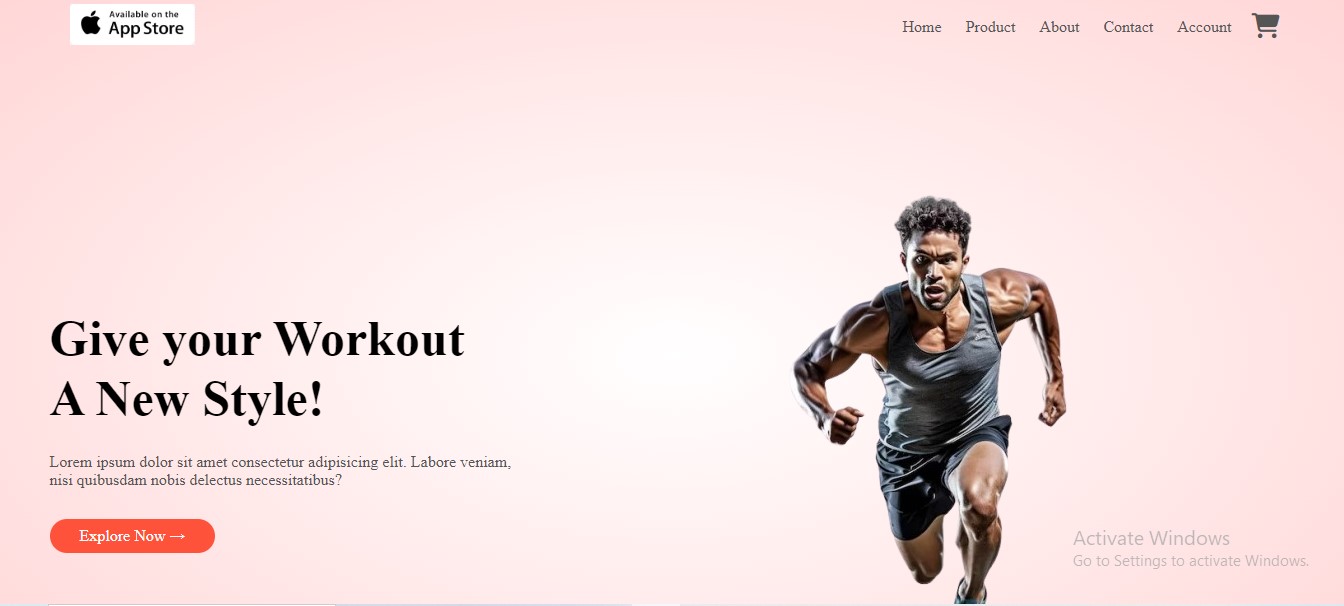 Available on the
App Store
Home Product About Contact Account
Give your Workout
A New Style!
Lorem ipsum dolor sit amet consectetur adipisicing elit. Labore veniam,
nisi quibusdam nobis delectus necessitatibus?
Explore Now →
Activate Windows
Go to Settings to activate Windows.